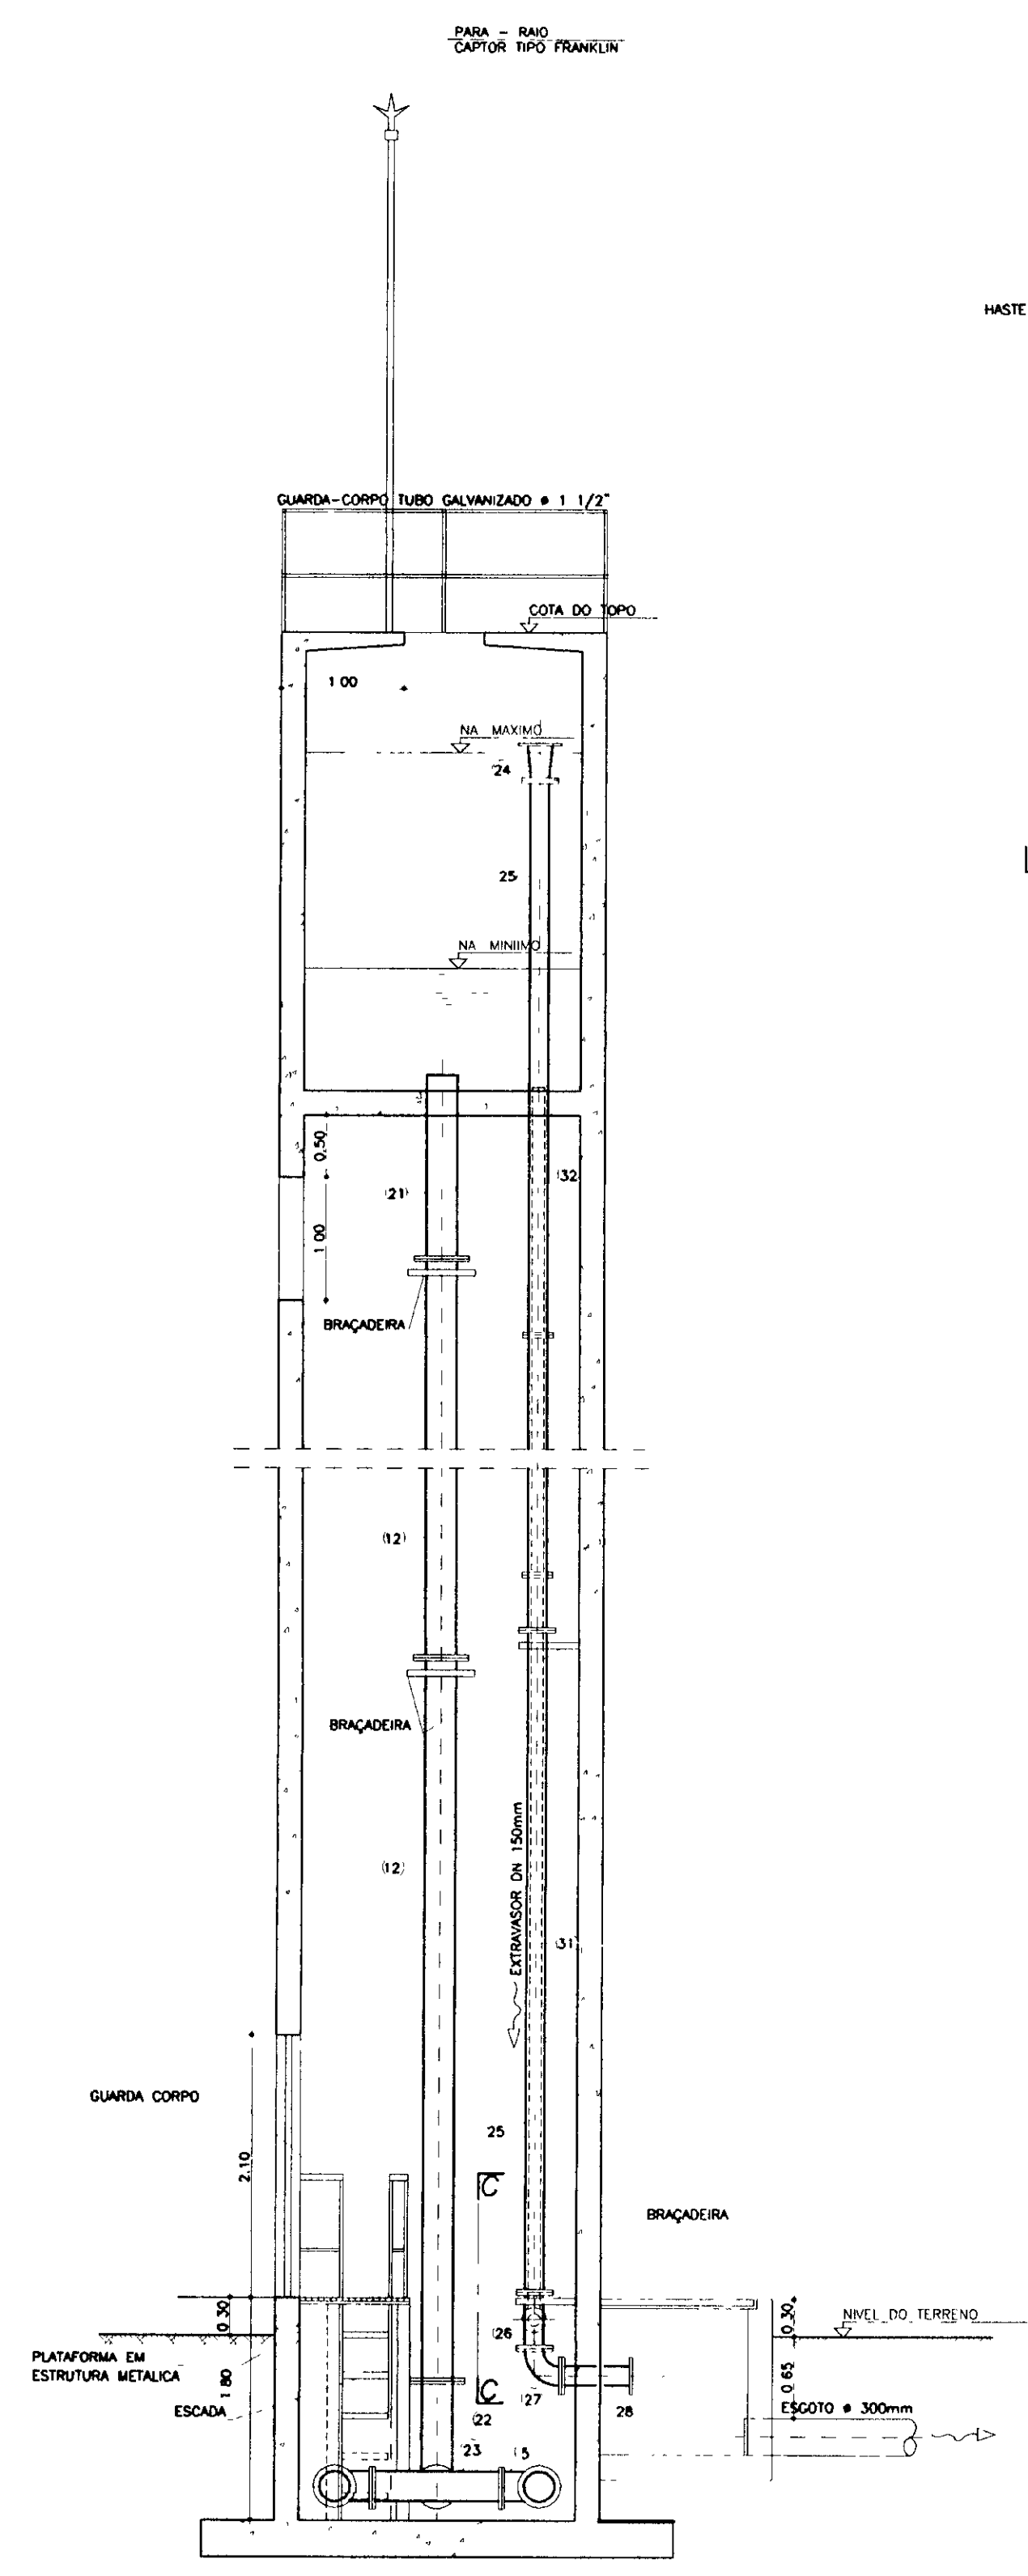 PARA - RAIO
CAPTOR TIPO FRANKLIN
HASTE
GUARDA-CORPO TUBO GALVANIZADO ø 1 1/2"
COTA DO TOPO
1 00
NA MAXIMO
24
25
NA MINIIMO
0.50
(32
(21)
1 00
BRAÇADEIRA
(12)
BRAÇADEIRA
EXTRAVASOR DN 150mm
(12)
(31)
GUARDA CORPO
25
2.10
C
BRAÇADEIRA
0 30
0 30
NIVEL DO TERRENO
(26
PLATAFORMA EM
ESTRUTURA METALICA
1 80
C
0 65
(27
ESCADA
(22
28
ESGOTO ø 300mm
(23
(5